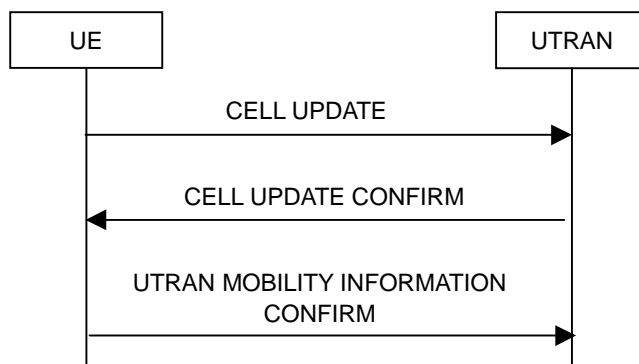 UE
UTRAN
CELL UPDATE
CELL UPDATE CONFIRM
UTRAN MOBILITY INFORMATION
CONFIRM